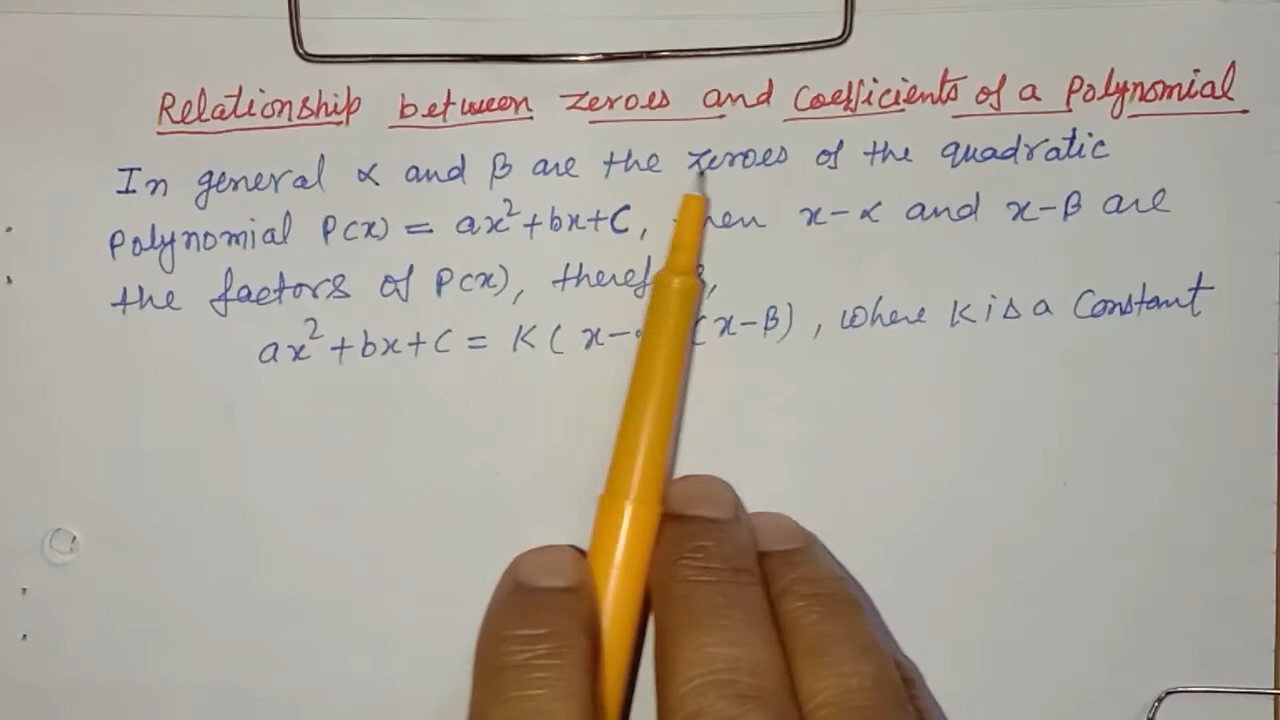 Relationship between zeroes and Coefficients of a Polynomial
In general α and β are the zeroes of the quadratic
Polynomial P(x) = ax²+bx+C, x-α and x-β are
the factors of P(x),
ax²+bx+C = K(x- (x-β), where K is a Constant